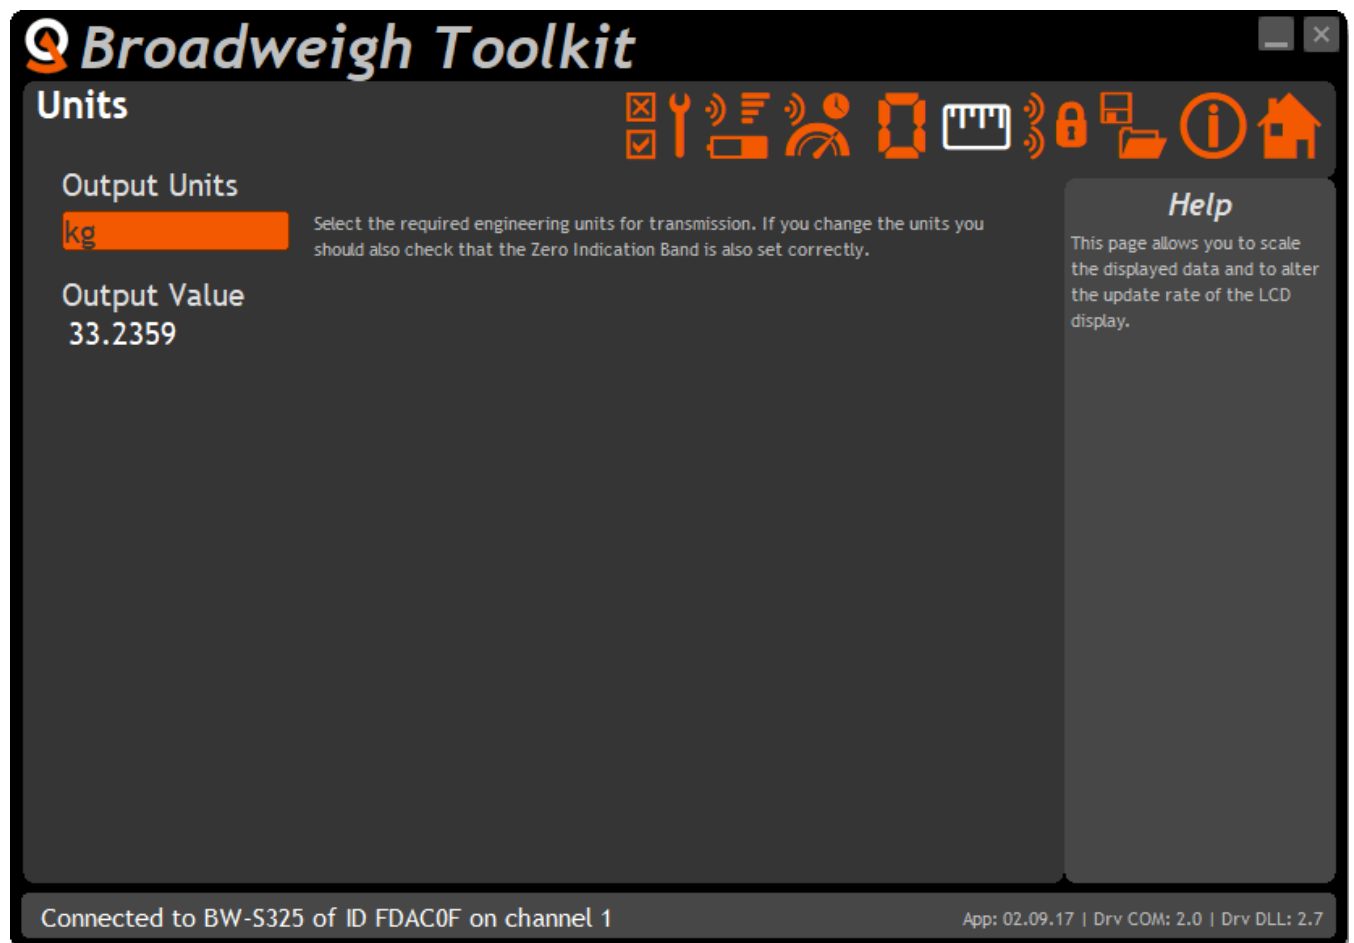 Broadweigh Toolkit
Units
Output Units
kg
Select the required engineering units for transmission. If you change the units you
should also check that the Zero Indication Band is also set correctly.
Output Value
33.2359
Help
This page allows you to scale
the displayed data and to alter
the update rate of the LCD
display.
Connected to BW-S325 of ID FDAC0F on channel 1
App: 02.09.17 | Drv COM: 2.0 | Drv DLL: 2.7